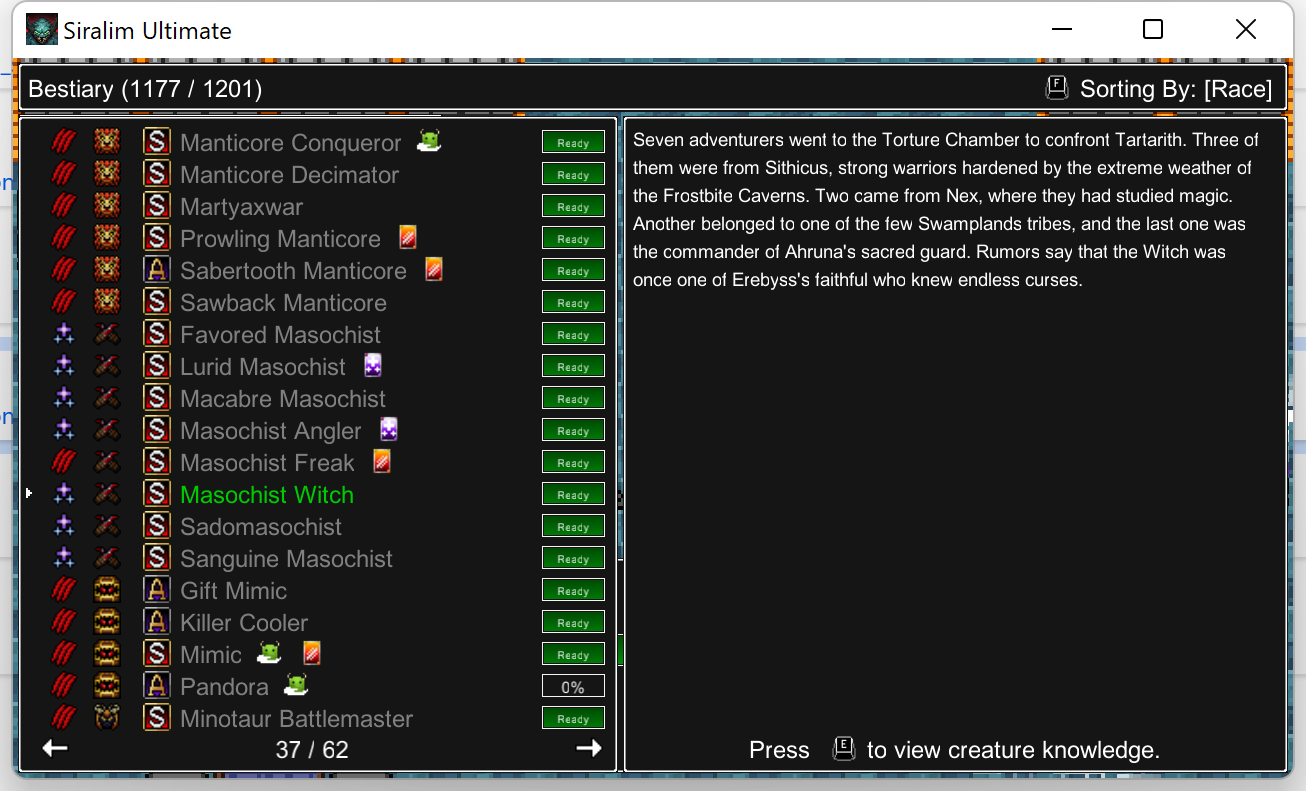 Siralim Ultimate
Bestiary (1177 / 1201)
F Sorting By: [Race]
S Manticore Conqueror Ready
S Manticore Decimator Ready
S Martyaxwar Ready
S Prowling Manticore Ready
A Sabertooth Manticore Ready
S Sawback Manticore Ready
S Favored Masochist Ready
S Lurid Masochist Ready
S Macabre Masochist Ready
S Masochist Angler Ready
S Masochist Freak Ready
S Masochist Witch Ready
S Sadomasochist Ready
S Sanguine Masochist Ready
A Gift Mimic Ready
A Killer Cooler Ready
S Mimic Ready
A Pandora 0%
S Minotaur Battlemaster Ready
37 / 62
Seven adventurers went to the Torture Chamber to confront Tartarith. Three of
them were from Sithicus, strong warriors hardened by the extreme weather of
the Frostbite Caverns. Two came from Nex, where they had studied magic.
Another belonged to one of the few Swamplands tribes, and the last one was
the commander of Ahruna's sacred guard. Rumors say that the Witch was
once one of Erebyss's faithful who knew endless curses.
Press E to view creature knowledge.